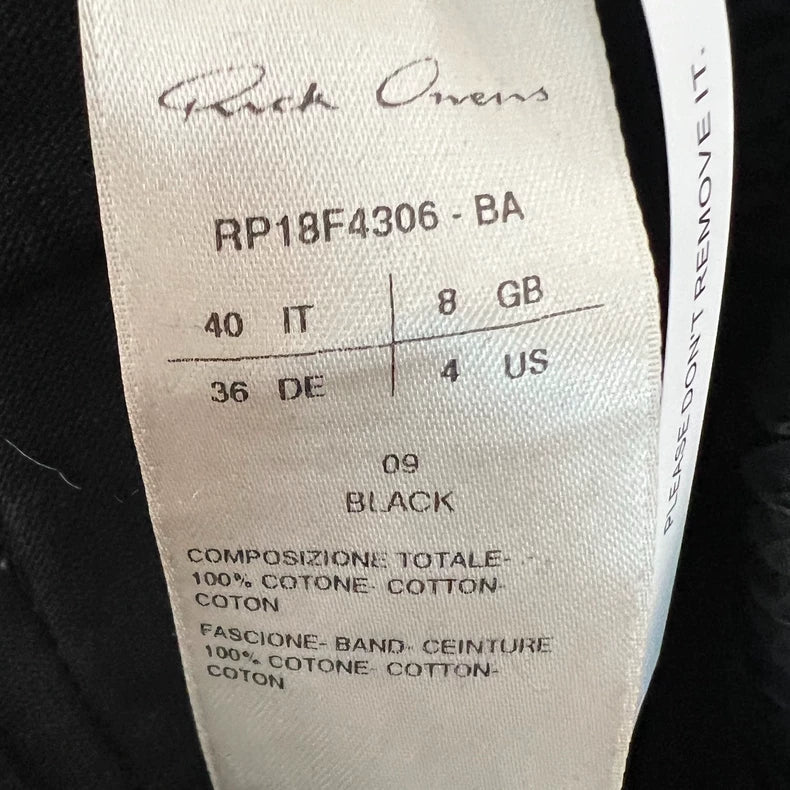 Rick Owens
RP18F4306 - BA
40 IT 8 GB
36 DE 4 US
09
BLACK
COMPOSIZIONE TOTALE-
100% COTONE- COTTON-
COTON
FASCIONE- BAND- CEINTURE
100% COTONE- COTTON-
COTON
PLEASE DON'T REMOVE IT.